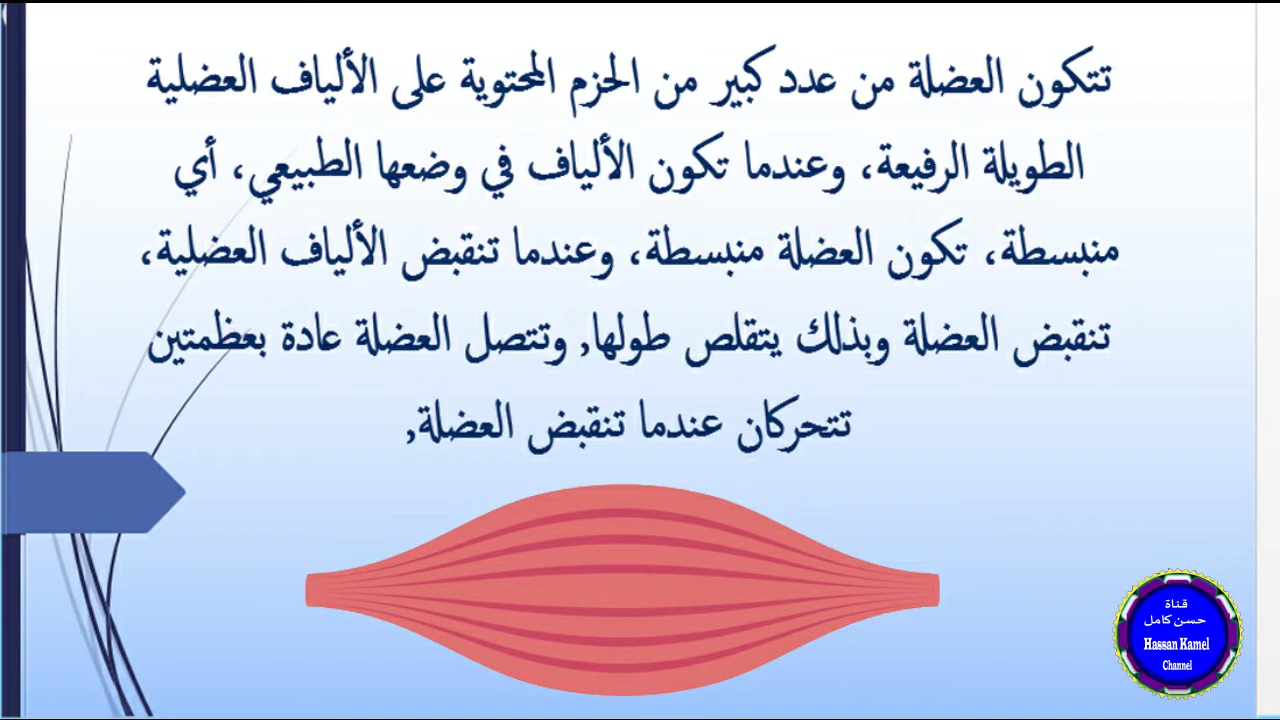 تتكون العضلة من عدد كبير من الحزم المحتوية على الألياف العضلية
الطويلة الرفيعة، وعندما تكون الألياف في وضعها الطبيعي، أي
منبسطة، تكون العضلة منبسطة، وعندما تنقبض الألياف العضلية،
تنقبض العضلة وبذلك يتقلص طولها, وتتصل العضلة عادة بعظمتين
تتحركان عندما تنقبض العضلة,
قناة
حسن كامل
Hassan Kamel
Channel